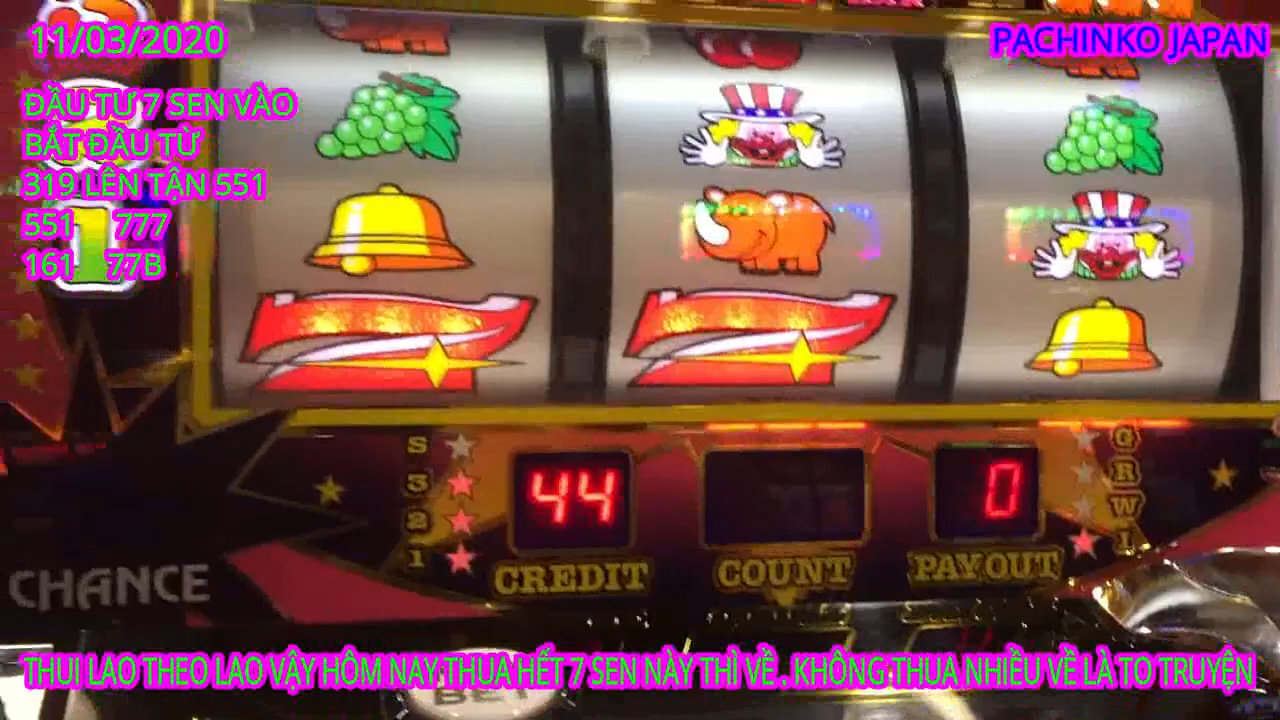 11/03/2020
PACHINKO JAPAN
ĐẦU TƯ 7 SEN VÀO
BẮT ĐẦU TỪ
319 LÊN TẬN 551
551 777
161 77B
S
3
2
1
G
R
W
I
44
0
CREDIT
COUNT
PAYOUT
CHANCE
THUI LAO THEO LAO VẬY HÔM NAY THUA HẾT 7 SEN NÀY THÌ VỀ . KHÔNG THUA NHIỀU VỀ LÀ TO TRUYỆN
BET